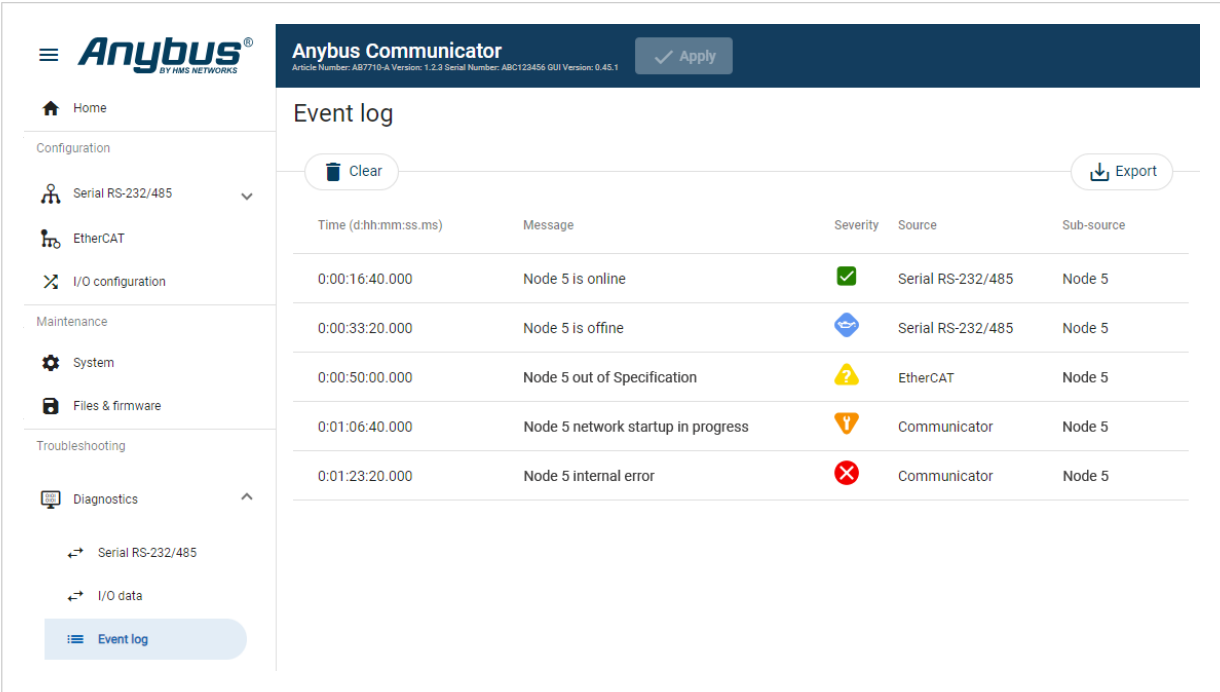 Anybus®
BY HMS NETWORKS
Anybus Communicator
Article Number: AB7710-A Version: 1.2.3 Serial Number: ABC123456 GUI Version: 0.45.1
Apply
Home
Configuration
Serial RS-232/485
EtherCAT
I/O configuration
Maintenance
System
Files & firmware
Troubleshooting
Diagnostics
Serial RS-232/485
I/O data
Event log
Event log
Clear
Export
Time (d:hh:mm:ss.ms) Message Severity Source Sub-source
0:00:16:40.000 Node 5 is online Serial RS-232/485 Node 5
0:00:33:20.000 Node 5 is offine Serial RS-232/485 Node 5
0:00:50:00.000 Node 5 out of Specification EtherCAT Node 5
0:01:06:40.000 Node 5 network startup in progress Communicator Node 5
0:01:23:20.000 Node 5 internal error Communicator Node 5